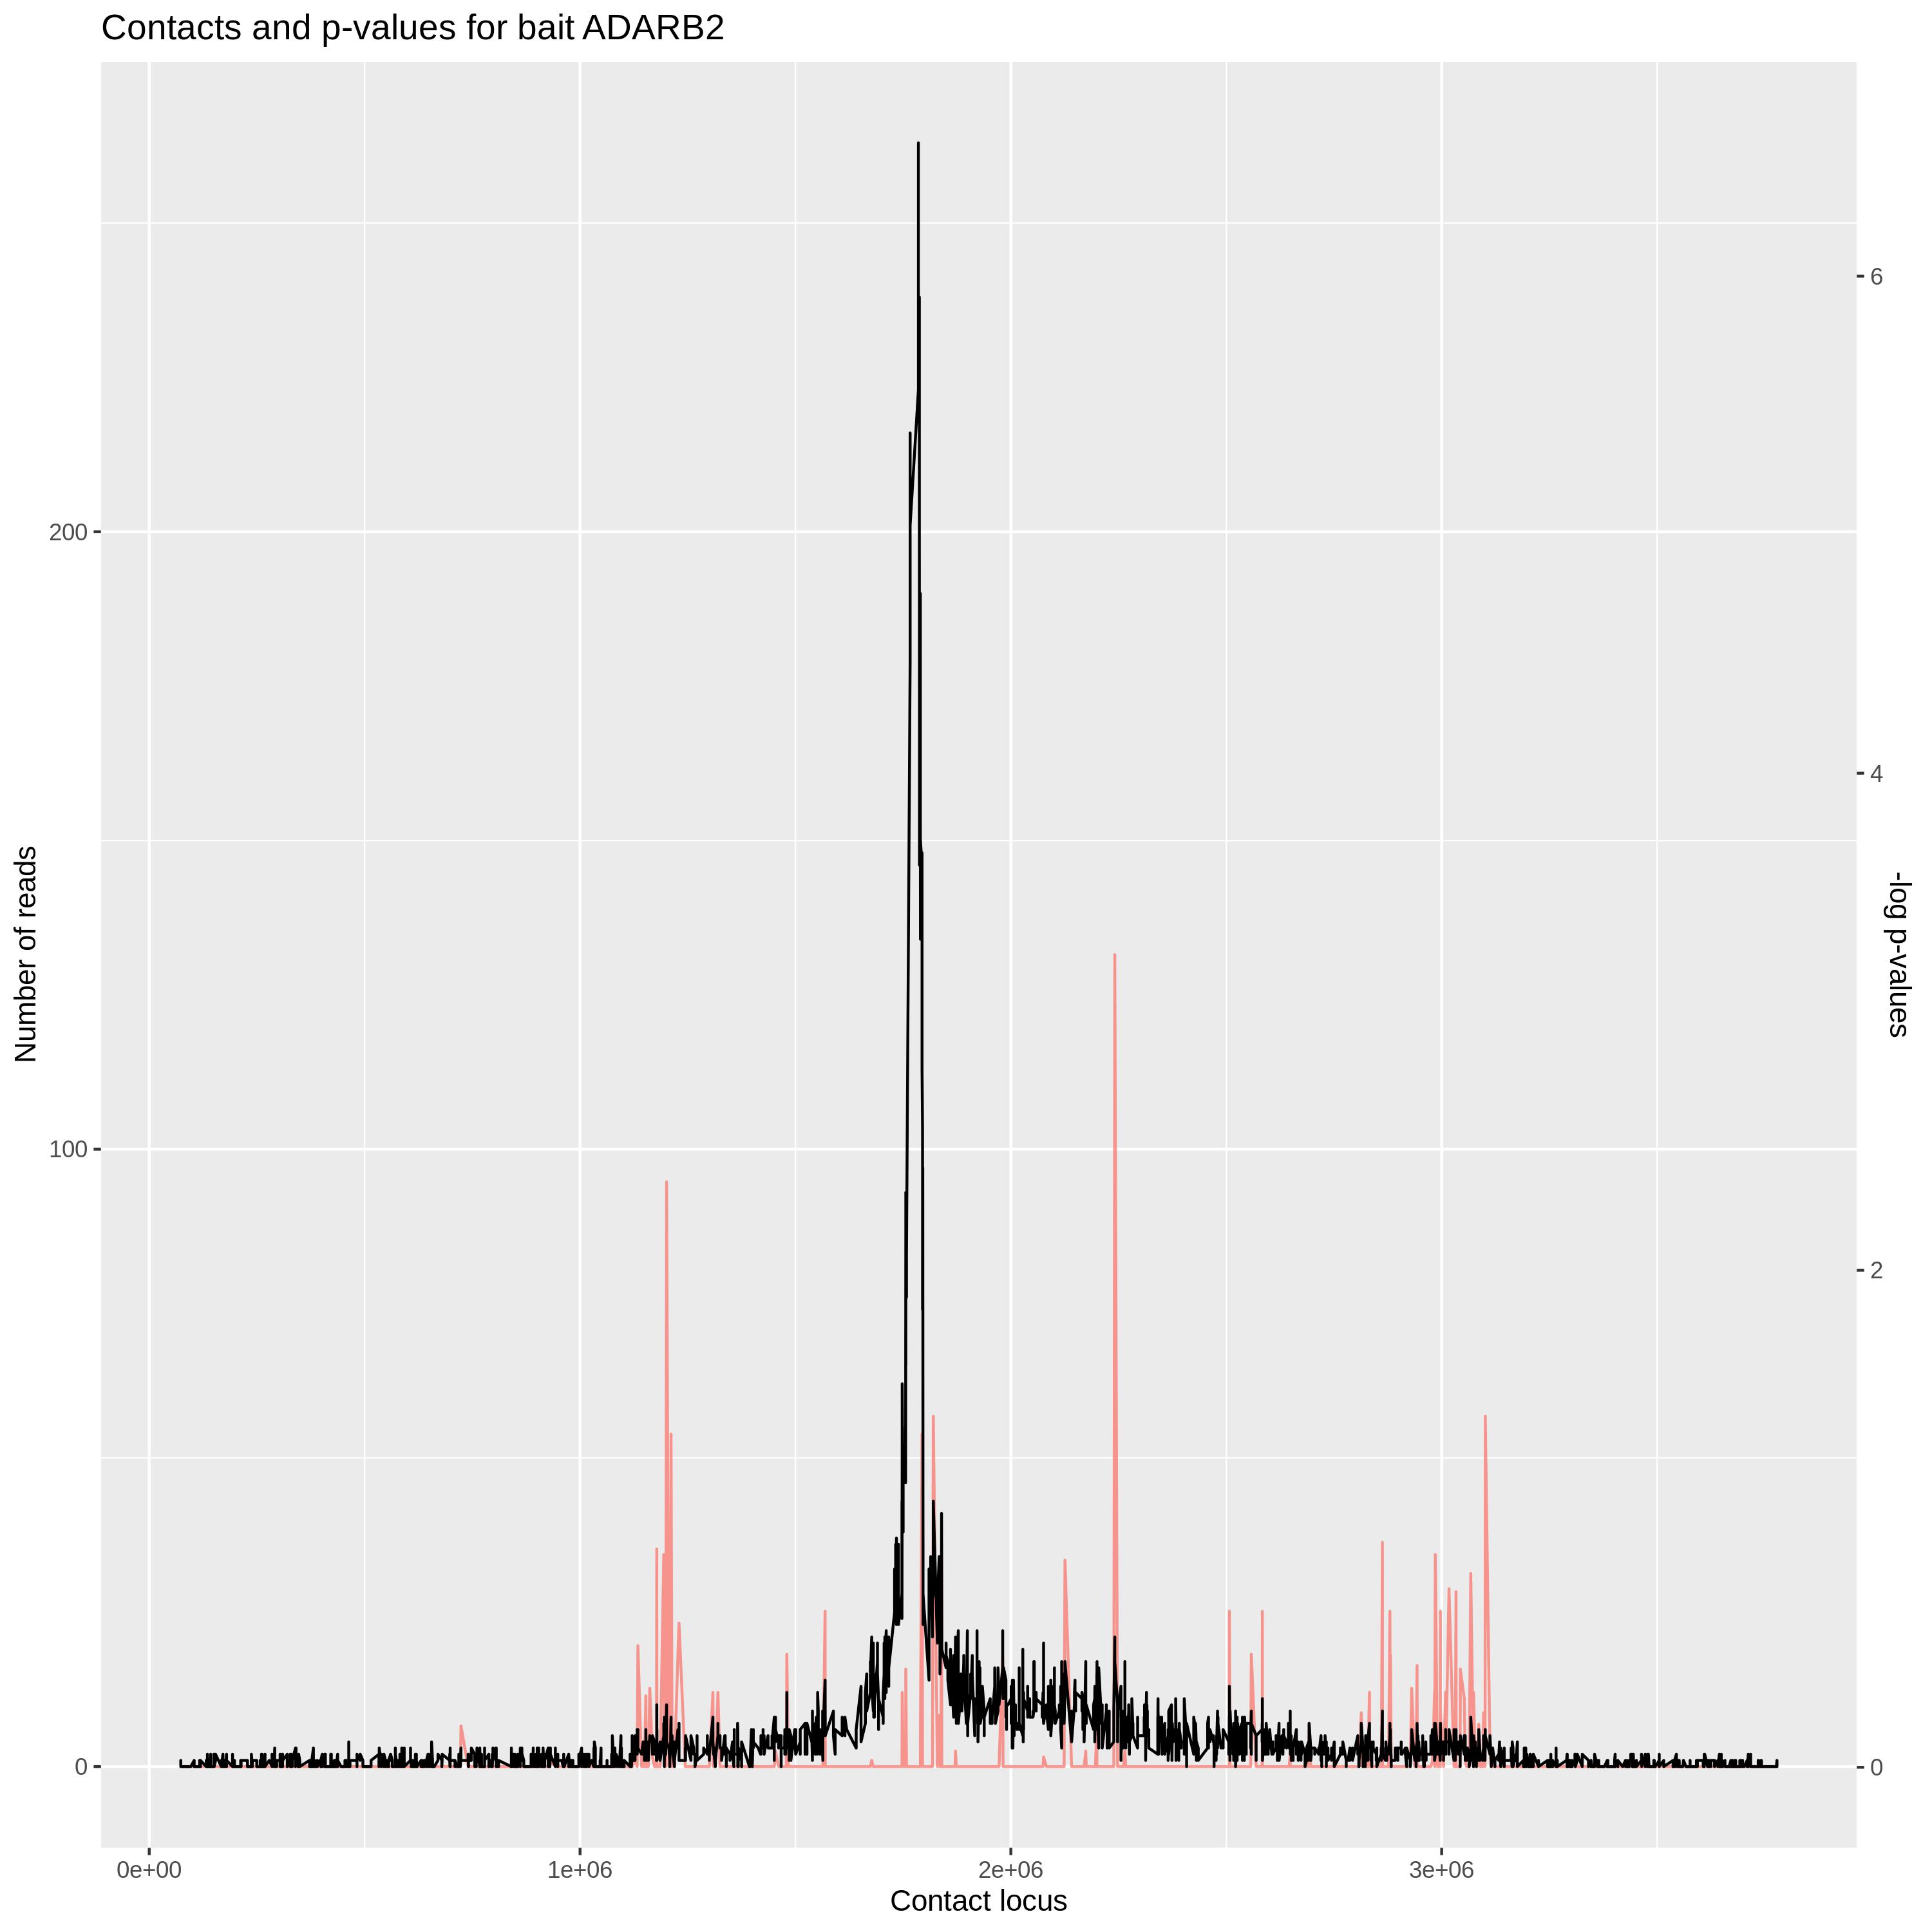 Contacts and p-values for bait ADARB2
Number of reads
200
100
0
6
4
2
0
-log p-values
0e+00
1e+06
2e+06
3e+06
Contact locus